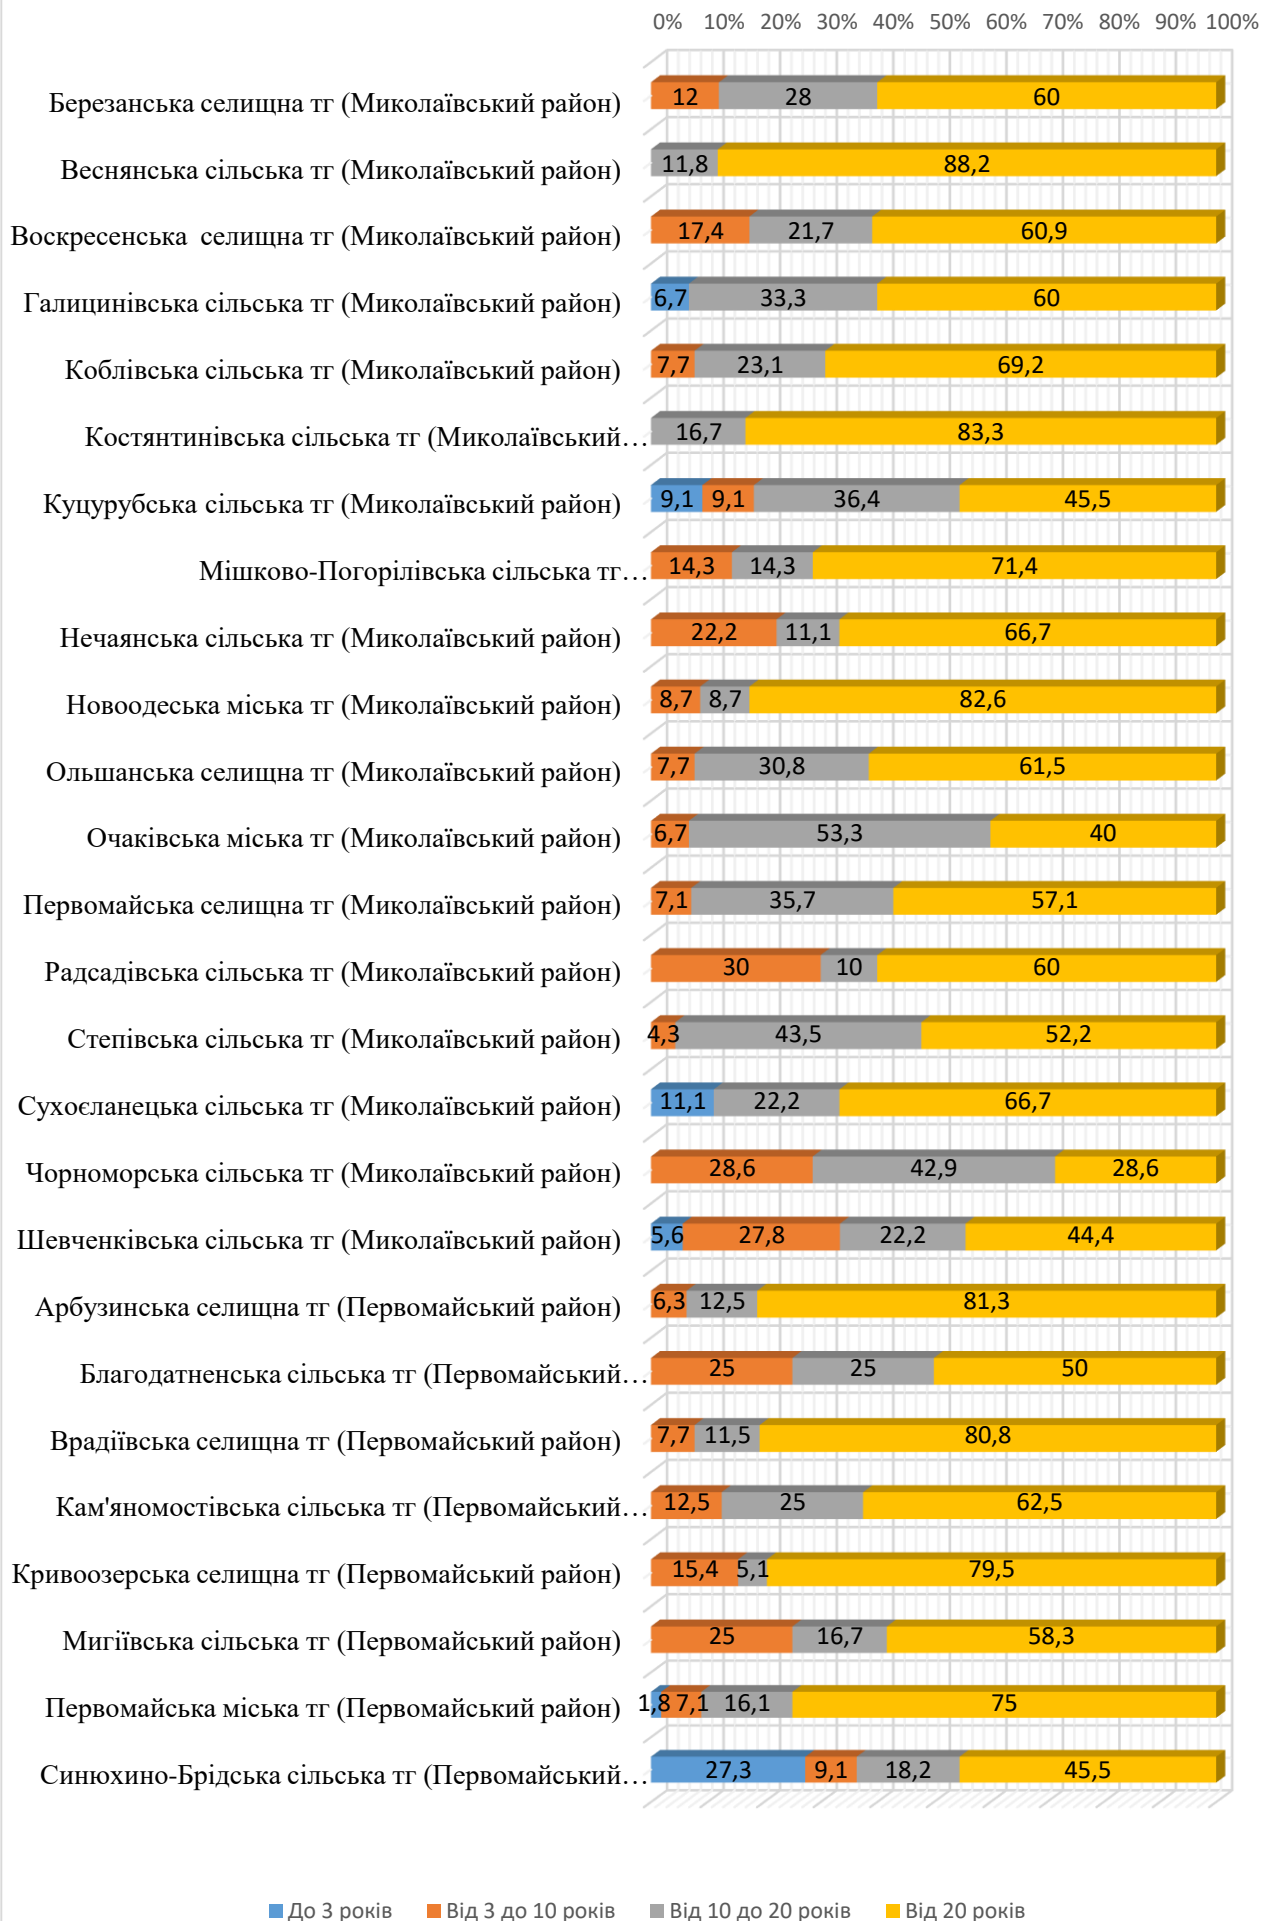 0% 10% 20% 30% 40% 50% 60% 70% 80% 90% 100%
Березанська селищна тг (Миколаївський район) 12 28 60
Веснянська сільська тг (Миколаївський район) 11,8 88,2
Воскресенська селищна тг (Миколаївський район) 17,4 21,7 60,9
Галицинівська сільська тг (Миколаївський район) 6,7 33,3 60
Коблівська сільська тг (Миколаївський район) 7,7 23,1 69,2
Костянтинівська сільська тг (Миколаївський… 16,7 83,3
Куцурубська сільська тг (Миколаївський район) 9,1 9,1 36,4 45,5
Мішково-Погорілівська сільська тг… 14,3 14,3 71,4
Нечаянська сільська тг (Миколаївський район) 22,2 11,1 66,7
Новоодеська міська тг (Миколаївський район) 8,7 8,7 82,6
Ольшанська селищна тг (Миколаївський район) 7,7 30,8 61,5
Очаківська міська тг (Миколаївський район) 6,7 53,3 40
Первомайська селищна тг (Миколаївський район) 7,1 35,7 57,1
Радсадівська сільська тг (Миколаївський район) 30 10 60
Степівська сільська тг (Миколаївський район) 4,3 43,5 52,2
Сухоєланецька сільська тг (Миколаївський район) 11,1 22,2 66,7
Чорноморська сільська тг (Миколаївський район) 28,6 42,9 28,6
Шевченківська сільська тг (Миколаївський район) 5,6 27,8 22,2 44,4
Арбузинська селищна тг (Первомайський район) 6,3 12,5 81,3
Благодатненська сільська тг (Первомайський… 25 25 50
Врадіївська селищна тг (Первомайський район) 7,7 11,5 80,8
Кам'яномостівська сільська тг (Первомайський… 12,5 25 62,5
Кривоозерська селищна тг (Первомайський район) 15,4 5,1 79,5
Мигіївська сільська тг (Первомайський район) 25 16,7 58,3
Первомайська міська тг (Первомайський район) 1,8 7,1 16,1 75
Синюхино-Брідська сільська тг (Первомайський… 27,3 9,1 18,2 45,5
До 3 років Від 3 до 10 років Від 10 до 20 років Від 20 років